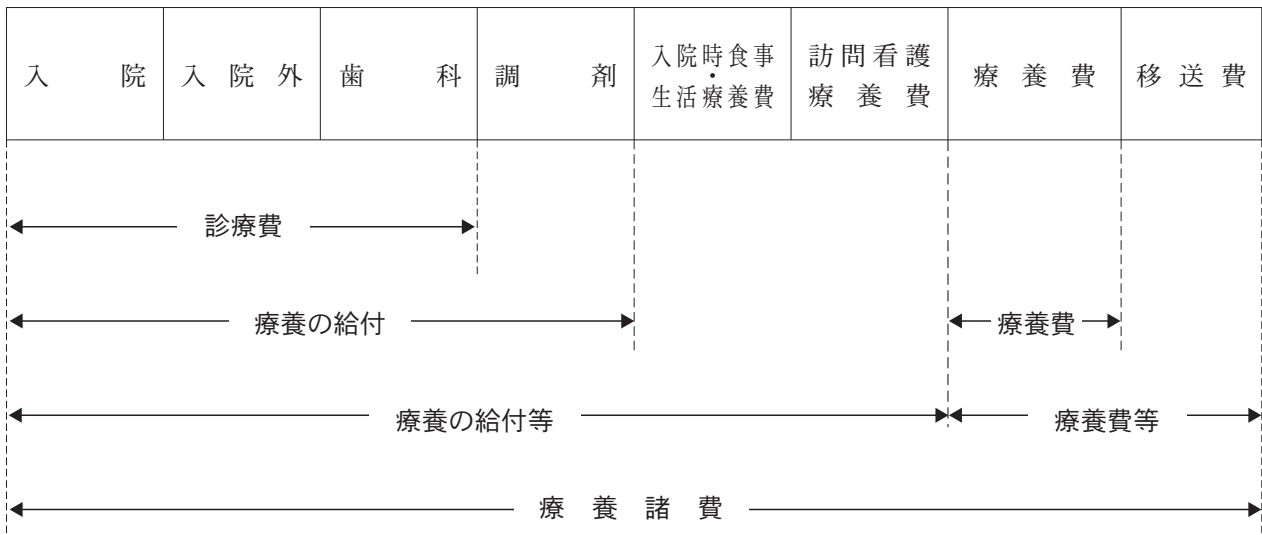 入院
入院外
歯科
調剤
入院時食事・
生活療養費
訪問看護
療養費
療養費
移送費
診療費
療養の給付
療養費
療養の給付等
療養費等
療養諸費